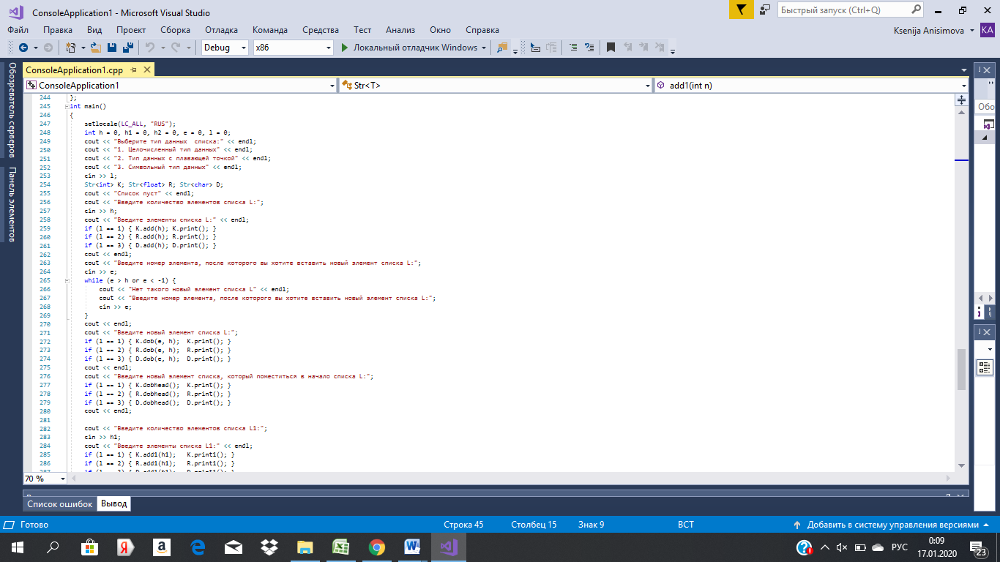 ConsoleApplication1 - Microsoft Visual Studio
Быстрый запуск (Ctrl+Q)
Файл Правка Вид Проект Сборка Отладка Команда Средства Тест Анализ Окно Справка
Ksenija Anisimova KA
Debug x86 Локальный отладчик Windows
Обозреватель серверов
Панель элементов
ConsoleApplication1.cpp
ConsoleApplication1 Str<T> add1(int n)
Обо
244 };
245 int main()
246 {
247 setlocale(LC_ALL, "RUS");
248 int h = 0, h1 = 0, h2 = 0, e = 0, l = 0;
249 cout << "Выберите тип данных  списка:" << endl;
250 cout << "1. Целочисленный тип данных" << endl;
251 cout << "2. Тип данных с плавающей точкой" << endl;
252 cout << "3. Символьный тип данных" << endl;
253 cin >> l;
254 Str<int> K; Str<float> R; Str<char> D;
255 cout << "Список пуст" << endl;
256 cout << "Введите количество элементов списка L:";
257 cin >> h;
258 cout << "Введите элементы списка L:" << endl;
259 if (l == 1) { K.add(h); K.print(); }
260 if (l == 2) { R.add(h); R.print(); }
261 if (l == 3) { D.add(h); D.print(); }
262 cout << endl;
263 cout << "Введите номер элемента, после которого вы хотите вставить новый элемент списка L:";
264 cin >> e;
265 while (e > h or e < -1) {
266 cout << "Нет такого новый элемент списка L" << endl;
267 cout << "Введите номер элемента, после которого вы хотите вставить новый элемент списка L:";
268 cin >> e;
269 }
270 cout << endl;
271 cout << "Введите новый элемент списка L:";
272 if (l == 1) { K.dob(e, h);  K.print(); }
273 if (l == 2) { R.dob(e, h);  R.print(); }
274 if (l == 3) { D.dob(e, h);  D.print(); }
275 cout << endl;
276 cout << "Введите новый элемент списка, который поместиться в начало списка L:";
277 if (l == 1) { K.dobhead();  K.print(); }
278 if (l == 2) { R.dobhead();  R.print(); }
279 if (l == 3) { D.dobhead();  D.print(); }
280 cout << endl;
281
282 cout << "Введите количество элементов списка L1:";
283 cin >> h1;
284 cout << "Введите элементы списка L1:" << endl;
285 if (l == 1) { K.add1(h1);   K.print1(); }
286 if (l == 2) { R.add1(h1);   R.print1(); }
70 %
Список ошибок Вывод
Готово Строка 45 Столбец 15 Знак 9 ВСТ Добавить в систему управления версиями
РУС 0:09
17.01.2020 23